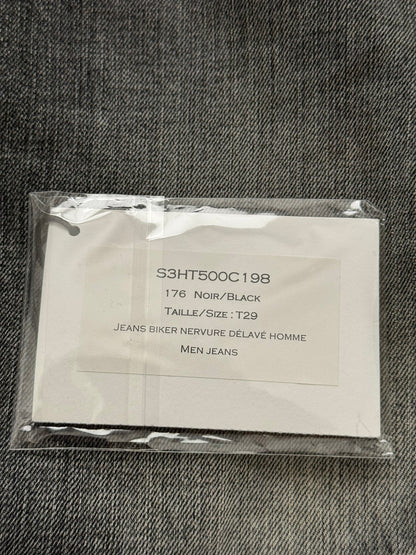 S3HT500C198
176 Noir/Black
Taille/Size : T29
Jeans biker nervure délavé homme
Men jeans